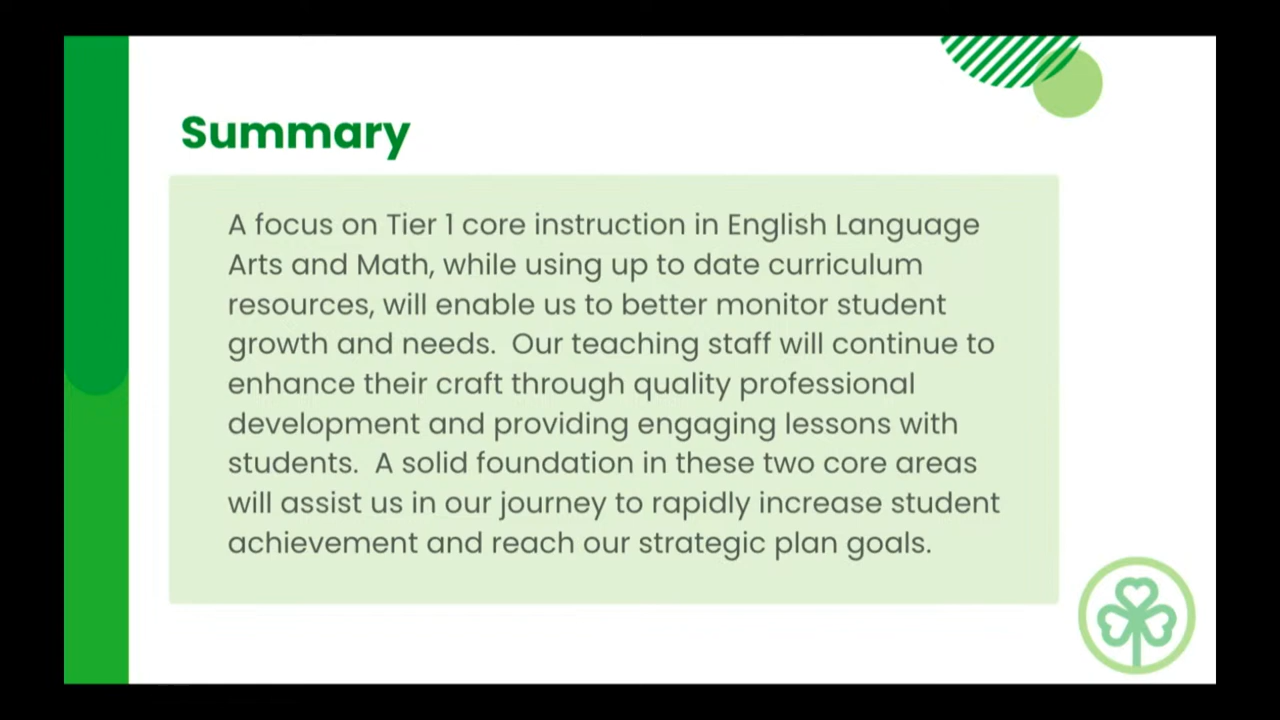 Summary
A focus on Tier 1 core instruction in English Language
Arts and Math, while using up to date curriculum
resources, will enable us to better monitor student
growth and needs.  Our teaching staff will continue to
enhance their craft through quality professional
development and providing engaging lessons with
students.  A solid foundation in these two core areas
will assist us in our journey to rapidly increase student
achievement and reach our strategic plan goals.